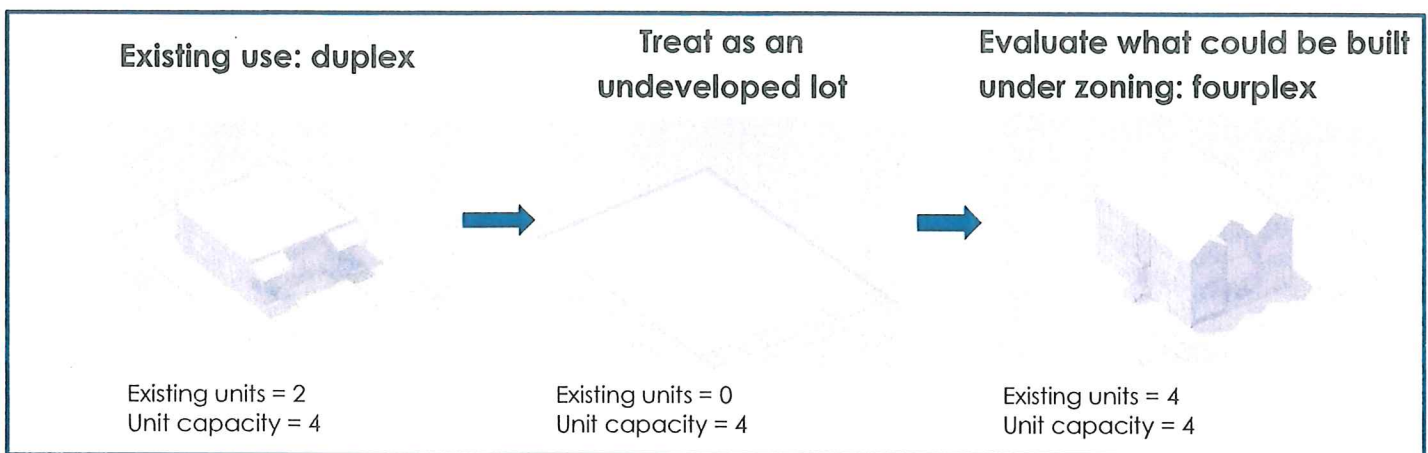 Existing use: duplex
Treat as an
undeveloped lot
Evaluate what could be built
under zoning: fourplex
Existing units = 2
Unit capacity = 4
Existing units = 0
Unit capacity = 4
Existing units = 4
Unit capacity = 4